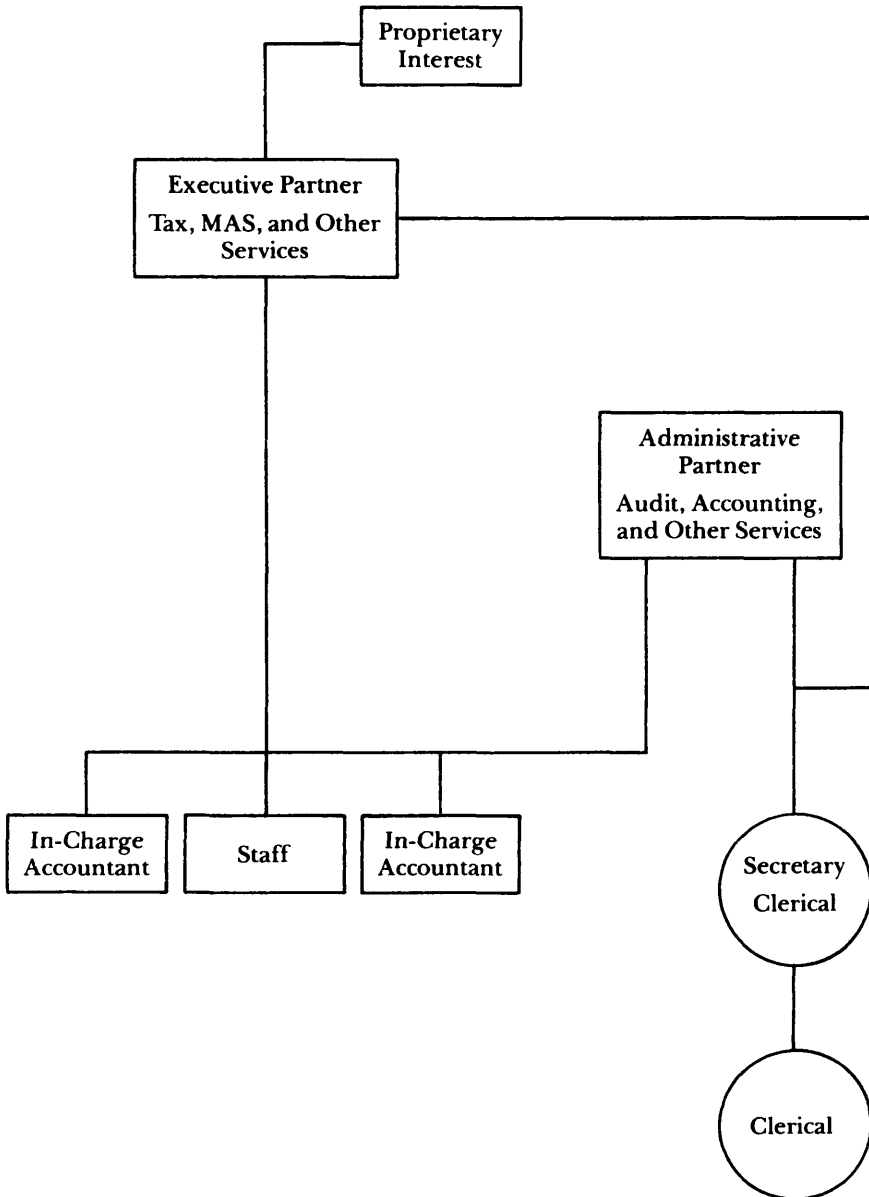 Proprietary
Interest
Executive Partner
Tax, MAS, and Other
Services
Administrative
Partner
Audit, Accounting,
and Other Services
In-Charge
Accountant
Staff
In-Charge
Accountant
Secretary
Clerical
Clerical